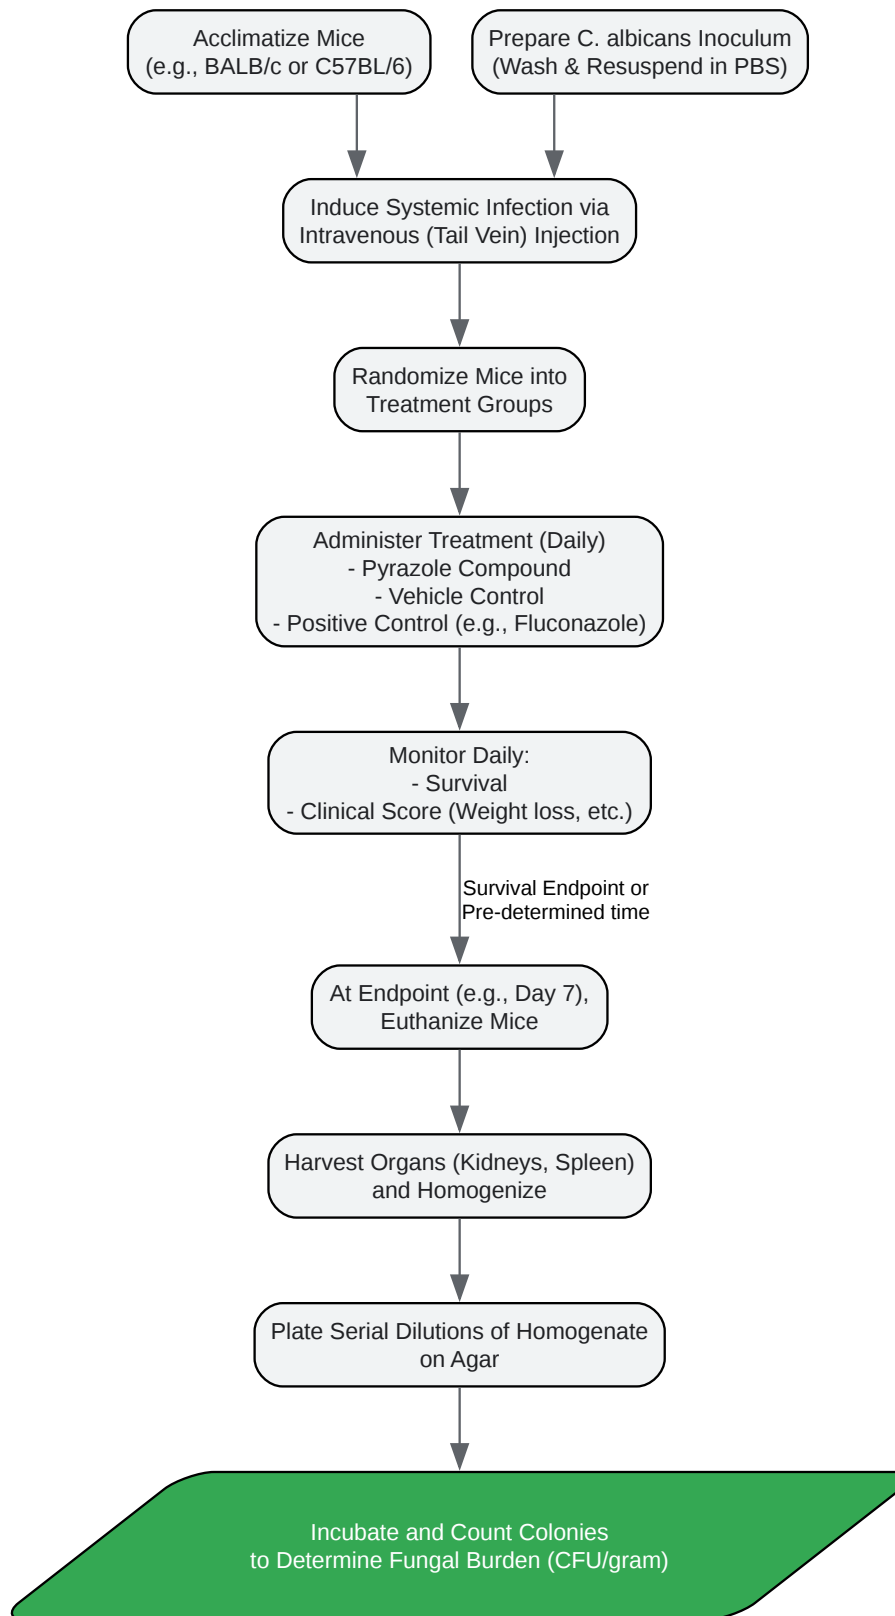 Acclimatize Mice
(e.g., BALB/c or C57BL/6)
Prepare C. albicans Inoculum
(Wash & Resuspend in PBS)
Induce Systemic Infection via
Intravenous (Tail Vein) Injection
Randomize Mice into
Treatment Groups
Administer Treatment (Daily)
- Pyrazole Compound
- Vehicle Control
- Positive Control (e.g., Fluconazole)
Monitor Daily:
- Survival
- Clinical Score (Weight loss, etc.)
Survival Endpoint or
Pre-determined time
At Endpoint (e.g., Day 7),
Euthanize Mice
Harvest Organs (Kidneys, Spleen)
and Homogenize
Plate Serial Dilutions of Homogenate
on Agar
Incubate and Count Colonies
to Determine Fungal Burden (CFU/gram)